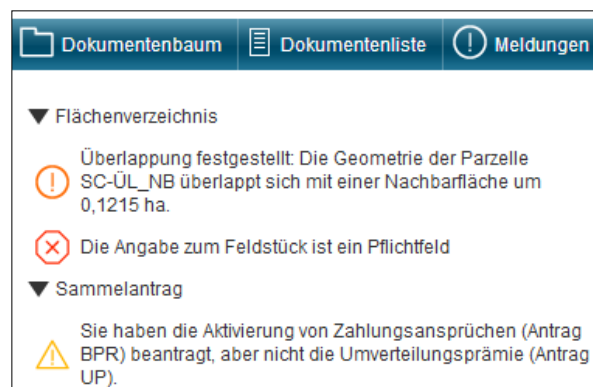 Dokumentenbaum Dokumentenliste Meldungen
▼ Flächenverzeichnis
Überlappung festgestellt: Die Geometrie der Parzelle
SC-ÜL_NB überlappt sich mit einer Nachbarfläche um
0,1215 ha.
Die Angabe zum Feldstück ist ein Pflichtfeld
▼ Sammelantrag
Sie haben die Aktivierung von Zahlungsansprüchen (Antrag
BPR) beantragt, aber nicht die Umverteilungsprämie (Antrag
UP).